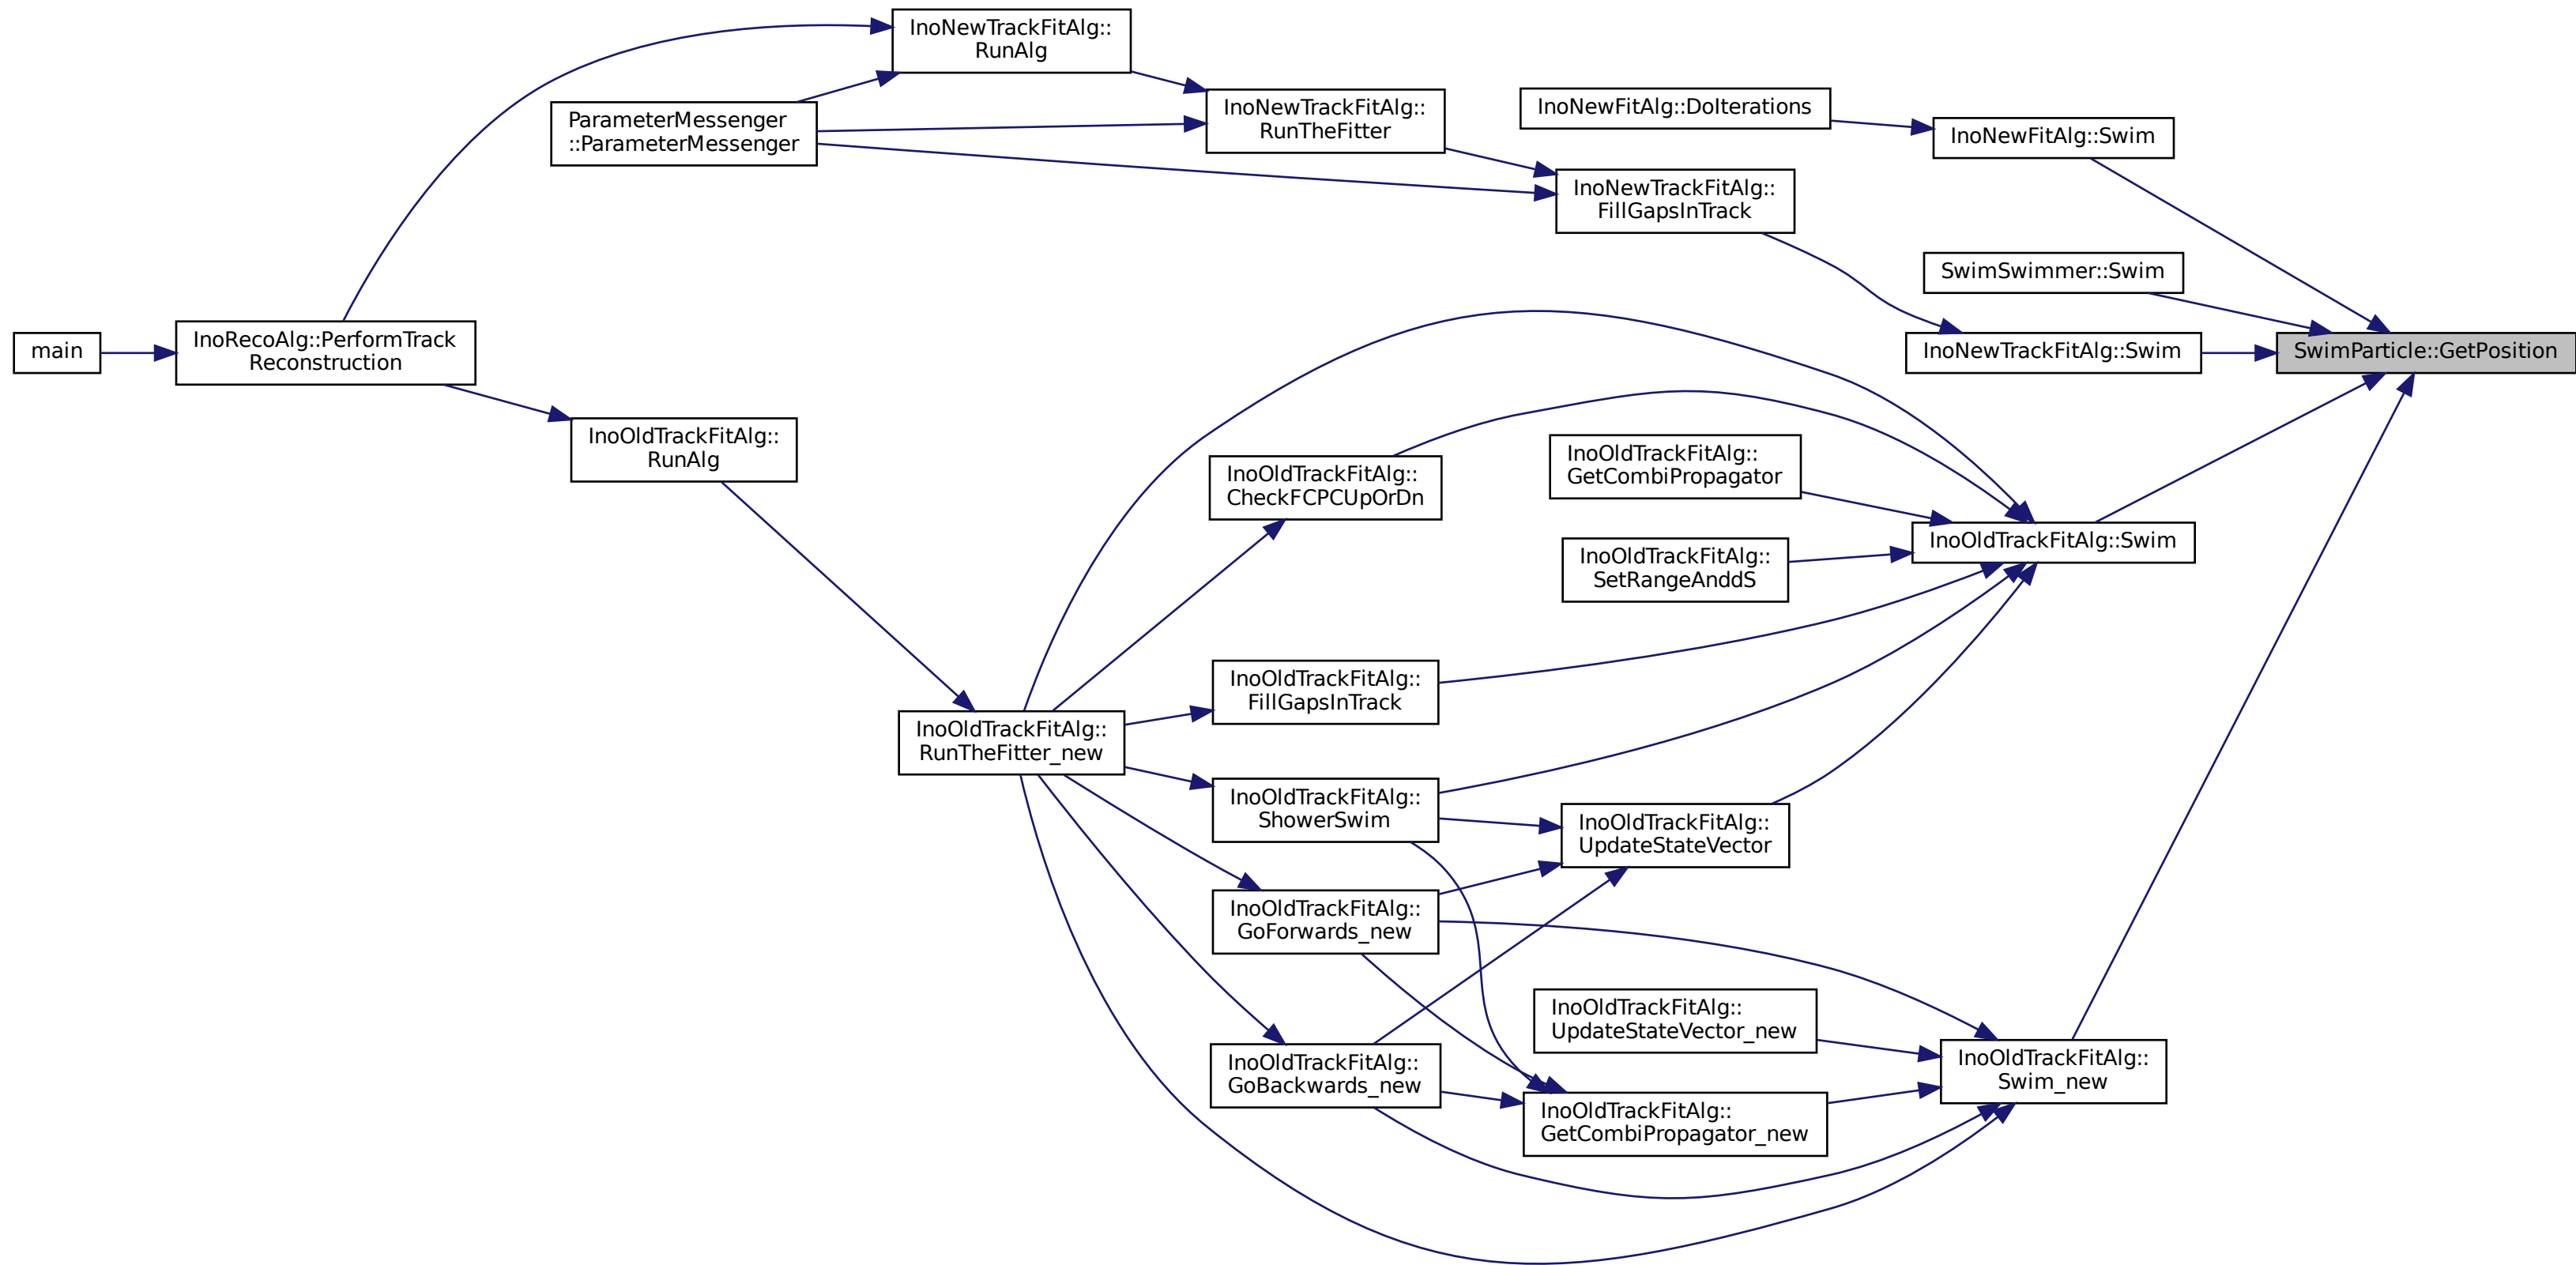 InoNewTrackFitAlg::
RunAlg
ParameterMessenger
::ParameterMessenger
InoNewTrackFitAlg::
RunTheFitter
InoNewFitAlg::DoIterations
InoNewFitAlg::Swim
InoNewTrackFitAlg::
FillGapsInTrack
SwimSwimmer::Swim
main
InoRecoAlg::PerformTrack
Reconstruction
InoNewTrackFitAlg::Swim
SwimParticle::GetPosition
InoOldTrackFitAlg::
RunAlg
InoOldTrackFitAlg::
CheckFCPCUpOrDn
InoOldTrackFitAlg::
GetCombiPropagator
InoOldTrackFitAlg::Swim
InoOldTrackFitAlg::
SetRangeAnddS
InoOldTrackFitAlg::
FillGapsInTrack
InoOldTrackFitAlg::
RunTheFitter_new
InoOldTrackFitAlg::
ShowerSwim
InoOldTrackFitAlg::
UpdateStateVector
InoOldTrackFitAlg::
GoForwards_new
InoOldTrackFitAlg::
UpdateStateVector_new
InoOldTrackFitAlg::
GoBackwards_new
InoOldTrackFitAlg::
Swim_new
InoOldTrackFitAlg::
GetCombiPropagator_new